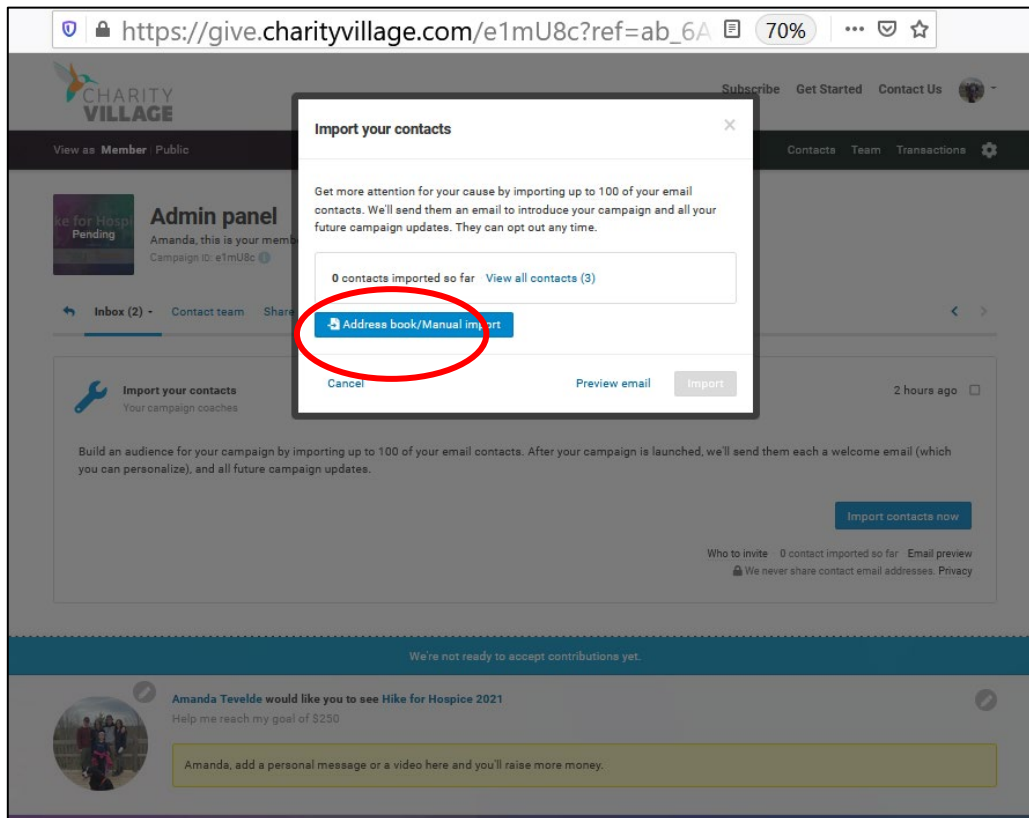 https://give.charityvillage.com/e1mU8c?ref=ab_6A 70%
CHARITY
VILLAGE
Subscribe Get Started Contact Us
View as Member Public
Contacts Team Transactions
ke for Hospi
Pending
Admin panel
Amanda, this is your memb
Campaign ID: e1mU8c
Inbox (2) Contact team Share
Import your contacts
Get more attention for your cause by importing up to 100 of your email
contacts. We'll send them an email to introduce your campaign and all your
future campaign updates. They can opt out any time.
0 contacts imported so far View all contacts (3)
Address book/Manual import
Cancel Preview email Import
Import your contacts
Your campaign coaches
2 hours ago
Build an audience for your campaign by importing up to 100 of your email contacts. After your campaign is launched, we'll send them each a welcome email (which
you can personalize), and all future campaign updates.
Import contacts now
Who to invite 0 contact imported so far Email preview
We never share contact email addresses. Privacy
We're not ready to accept contributions yet.
Amanda Tevelde would like you to see Hike for Hospice 2021
Help me reach my goal of $250
Amanda, add a personal message or a video here and you'll raise more money.